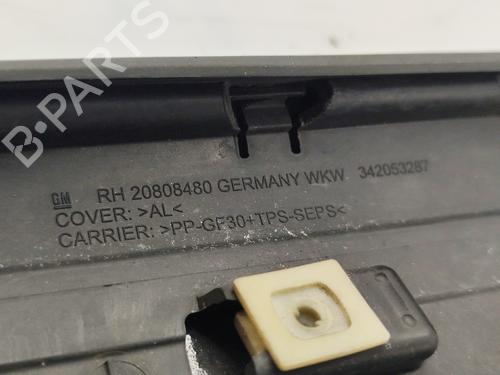 B-PARTS
GM RH 20808480 GERMANY WKW 342053287
COVER: >AL<
CARRIER: >PP-GF30+TPS-SEPS<